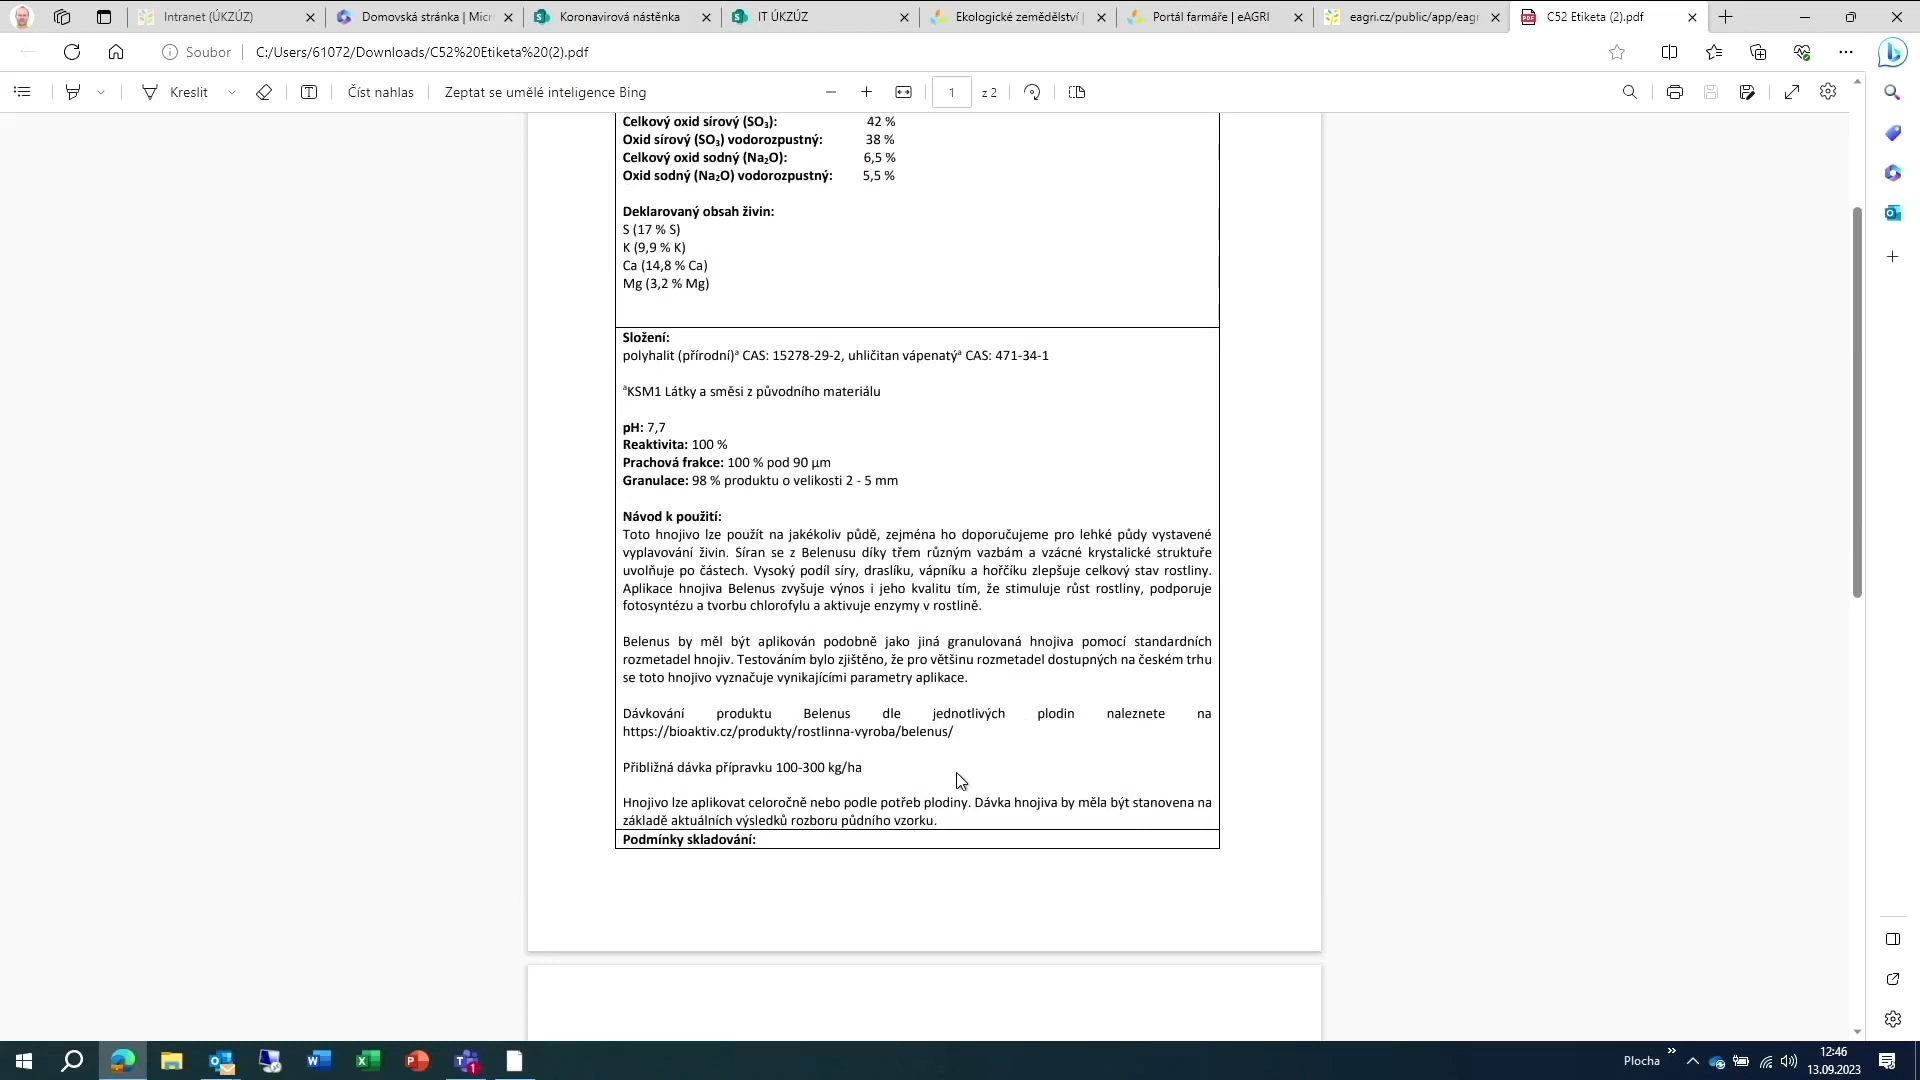 Intranet (ÚKZÚZ)
Domovská stránka | Micr
Koronavirová nástěnka
IT ÚKZÚZ
Ekologické zemědělství
Portál farmáře | eAGRI
eagri.cz/public/app/eagr
C52 Etiketa (2).pdf
Soubor
C:/Users/61072/Downloads/C52%20Etiketa%20(2).pdf
Kreslit
Číst nahlas
Zeptat se umělé inteligence Bing
1
z 2
Celkový oxid sírový (SO₃): 42 %
Oxid sírový (SO₃) vodorozpustný: 38 %
Celkový oxid sodný (Na₂O): 6,5 %
Oxid sodný (Na₂O) vodorozpustný: 5,5 %
Deklarovaný obsah živin:
S (17 % S)
K (9,9 % K)
Ca (14,8 % Ca)
Mg (3,2 % Mg)
Složení:
polyhalit (přírodní)ᵃ CAS: 15278-29-2, uhličitan vápenatýᵃ CAS: 471-34-1
ᵃKSM1 Látky a směsi z původního materiálu
pH: 7,7
Reaktivita: 100 %
Prachová frakce: 100 % pod 90 µm
Granulace: 98 % produktu o velikosti 2 - 5 mm
Návod k použití:
Toto hnojivo lze použít na jakékoliv půdě, zejména ho doporučujeme pro lehké půdy vystavené
vyplavování živin. Síran se z Belenusu díky třem různým vazbám a vzácné krystalické struktuře
uvolňuje po částech. Vysoký podíl síry, draslíku, vápníku a hořčíku zlepšuje celkový stav rostliny.
Aplikace hnojiva Belenus zvyšuje výnos i jeho kvalitu tím, že stimuluje růst rostliny, podporuje
fotosyntézu a tvorbu chlorofylu a aktivuje enzymy v rostlině.
Belenus by měl být aplikován podobně jako jiná granulovaná hnojiva pomocí standardních
rozmetadel hnojiv. Testováním bylo zjištěno, že pro většinu rozmetadel dostupných na českém trhu
se toto hnojivo vyznačuje vynikajícími parametry aplikace.
Dávkování produktu Belenus dle jednotlivých plodin naleznete na
https://bioaktiv.cz/produkty/rostlinna-vyroba/belenus/
Přibližná dávka přípravku 100-300 kg/ha
Hnojivo lze aplikovat celoročně nebo podle potřeb plodiny. Dávka hnojiva by měla být stanovena na
základě aktuálních výsledků rozboru půdního vzorku.
Podmínky skladování:
Plocha
12:46
13.09.2023